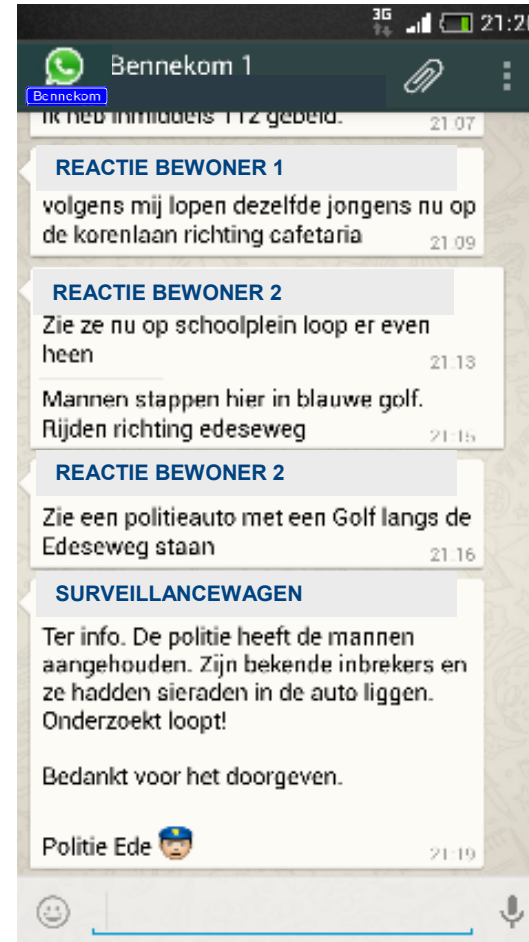 3G
21:20
Bennekom 1
Bennekom
Ik heb inmiddels 112 gebeld.
21:07
REACTIE BEWONER 1
volgens mij lopen dezelfde jongens nu op
de korenlaan richting cafetaria
21:09
REACTIE BEWONER 2
Zie ze nu op schoolplein loop er even
heen
21:13
Mannen stappen hier in blauwe golf.
Rijden richting edeseweg
21:15
REACTIE BEWONER 2
Zie een politieauto met een Golf langs de
Edeseweg staan
21:16
SURVEILLANCEWAGEN
Ter info. De politie heeft de mannen
aangehouden. Zijn bekende inbrekers en
ze hadden sieraden in de auto liggen.
Onderzoekt loopt!
Bedankt voor het doorgeven.
Politie Ede
21:19